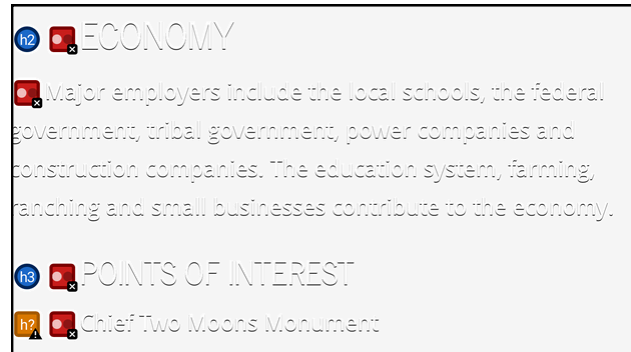 h2 ECONOMY
Major employers include the local schools, the federal
government, tribal government, power companies and
construction companies. The education system, farming,
ranching and small businesses contribute to the economy.
h3 POINTS OF INTEREST
h? Chief Two Moons Monument